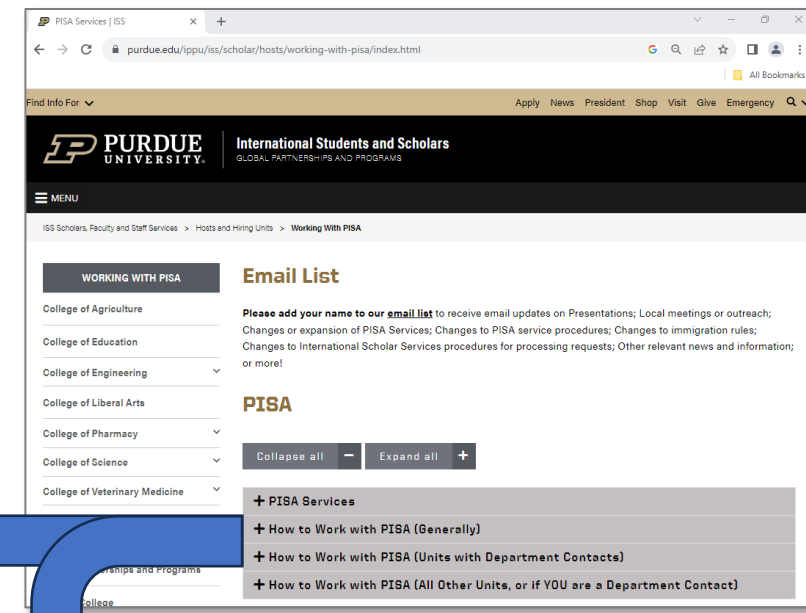 PISA Services | ISS
purdue.edu/ippu/iss/scholar/hosts/working-with-pisa/index.html
All Bookmarks
Find Info For
Apply News President Shop Visit Give Emergency
PURDUE
UNIVERSITY.
International Students and Scholars
GLOBAL PARTNERSHIPS AND PROGRAMS
MENU
ISS Scholars, Faculty and Staff Services > Hosts and Hiring Units > Working With PISA
WORKING WITH PISA
College of Agriculture
College of Education
College of Engineering
College of Liberal Arts
College of Pharmacy
College of Science
College of Veterinary Medicine
and Programs
College
Email List
Please add your name to our email list to receive email updates on Presentations; Local meetings or outreach;
Changes or expansion of PISA Services; Changes to PISA service procedures; Changes to immigration rules;
Changes to International Scholar Services procedures for processing requests; Other relevant news and information;
or more!
PISA
Collapse all −
Expand all +
+ PISA Services
+ How to Work with PISA (Generally)
+ How to Work with PISA (Units with Department Contacts)
+ How to Work with PISA (All Other Units, or if YOU are a Department Contact)